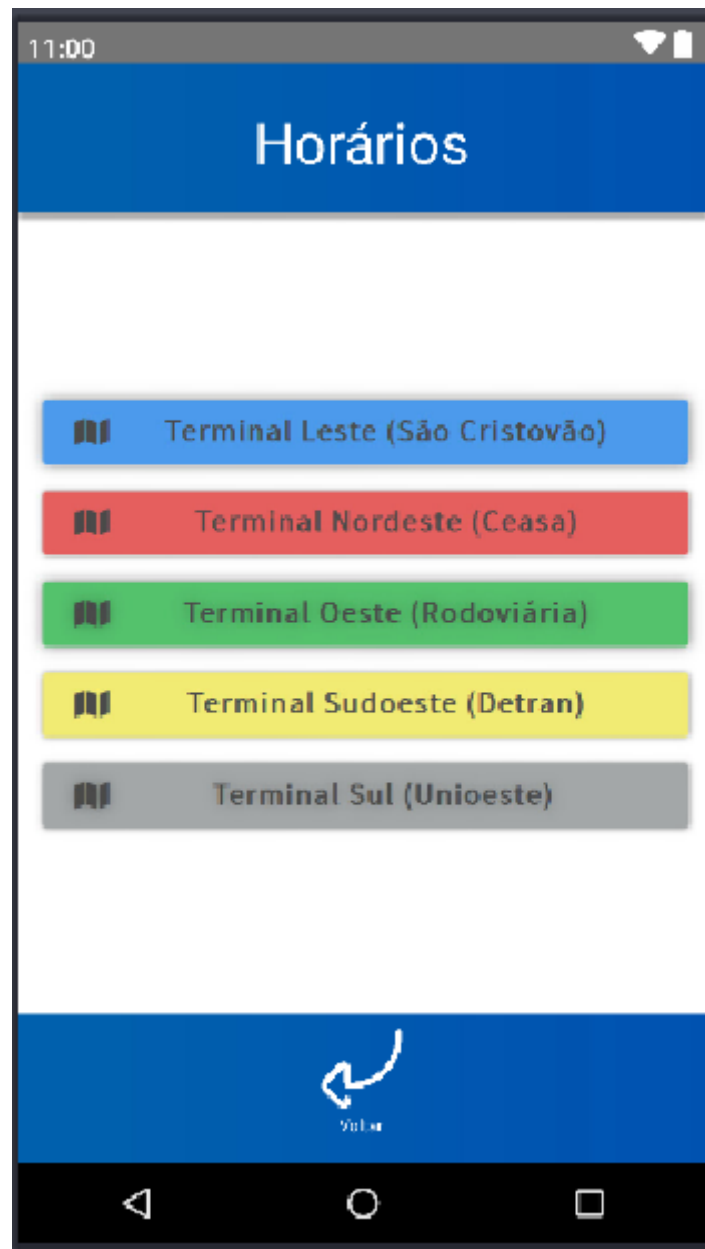 11:00
Horários
Terminal Leste (São Cristovão)
Terminal Nordeste (Ceasa)
Terminal Oeste (Rodoviária)
Terminal Sudoeste (Detran)
Terminal Sul (Unioeste)
Voltar